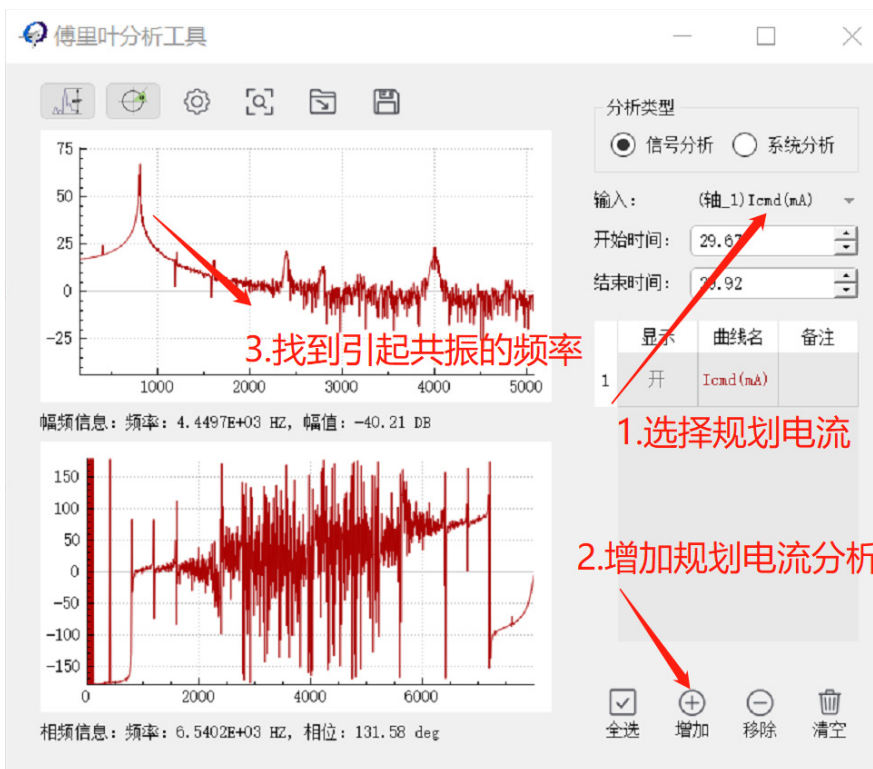 傅里叶分析工具
分析类型
信号分析 系统分析
输入： (轴_1)Icmd(mA)
开始时间： 29.67
结束时间： 29.92
显示 曲线名 备注
1 开 Icmd(mA)
75
50
25
0
-25
1000 2000 3000 4000 5000
3.找到引起共振的频率
1.选择规划电流
幅频信息：频率：4.4497E+03 HZ，幅值：-40.21 DB
150
100
50
0
-50
-100
-150
0 2000 4000 6000
2.增加规划电流分析
相频信息：频率：6.5402E+03 HZ，相位：131.58 deg
全选 增加 移除 清空